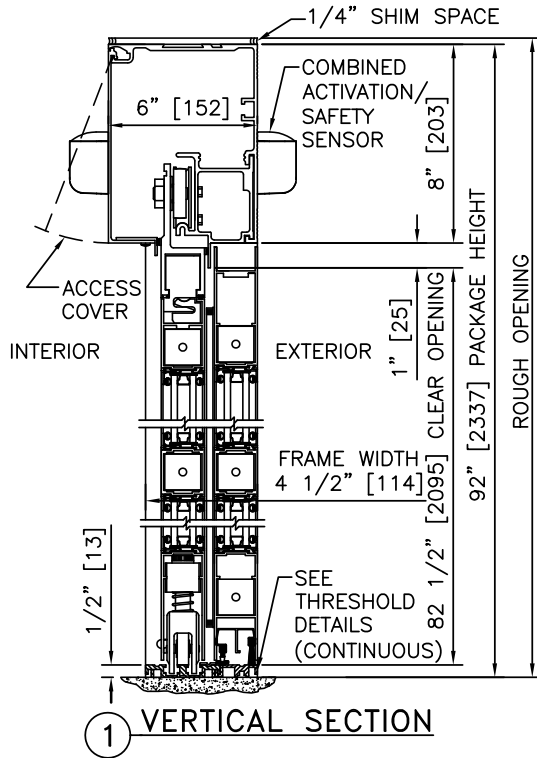 1/4" SHIM SPACE
COMBINED
ACTIVATION/
SAFETY
SENSOR
6" [152]
8" [203]
ACCESS
COVER
INTERIOR
EXTERIOR
1" [25]
82 1/2" [2095] CLEAR OPENING
92" [2337] PACKAGE HEIGHT
ROUGH OPENING
FRAME WIDTH
4 1/2" [114]
1/2" [13]
SEE
THRESHOLD
DETAILS
(CONTINUOUS)
1 VERTICAL SECTION